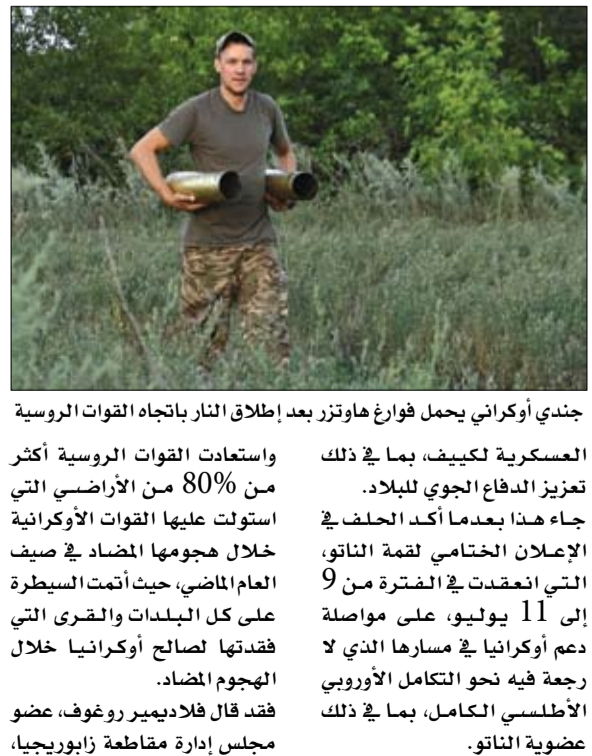 جندي أوكراني يحمل فوارغ هاوتزر بعد إطلاق النار باتجاه القوات الروسية
العسكرية لكييف، بما في ذلك
تعزيز الدفاع الجوي للبلاد.
جاء هذا بعدما أكد الحلف في
الإعلان الختامي لقمة الناتو،
التي انعقدت في الفترة من 9
إلى 11 يوليو، على مواصلة
دعم أوكرانيا في مسارها الذي لا
رجعة فيه نحو التكامل الأوروبي
الأطلسي الكامل، بما في ذلك
عضوية الناتو.
واستعادت القوات الروسية أكثر
من 80% من الأراضي التي
استولت عليها القوات الأوكرانية
خلال هجومها المضاد في صيف
العام الماضي، حيث أتمت السيطرة
على كل البلدات والقرى التي
فقدتها لصالح أوكرانيا خلال
الهجوم المضاد.
فقد قال فلاديمير روغوف، عضو
مجلس إدارة مقاطعة زابوريجيا،